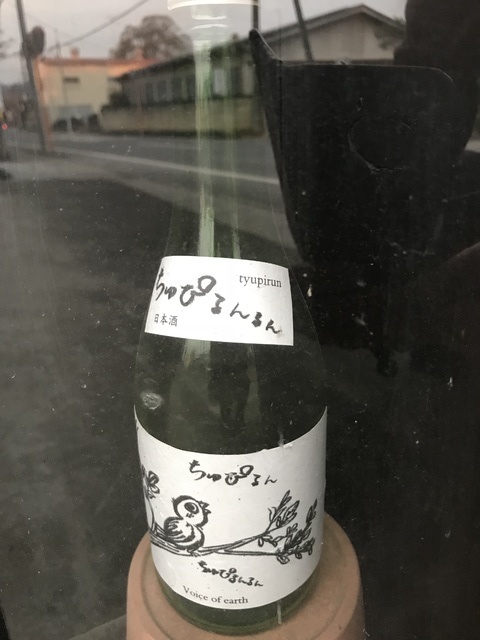 tyupirun
ちゅぴるんるん
日本酒
ちゅぴるん
ちゅぴるんるん
Voice of earth